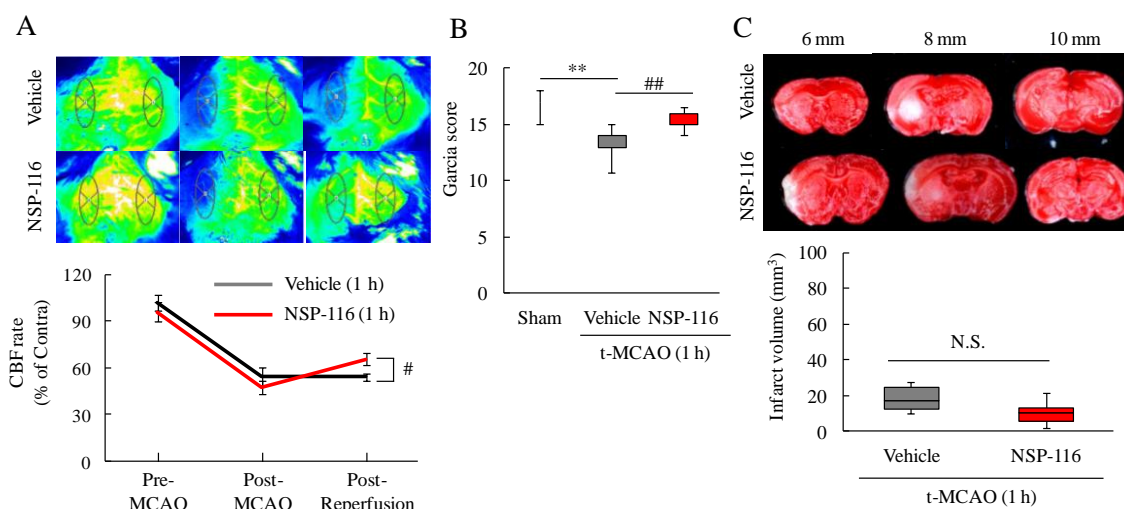 A
Vehicle
NSP-116
120
90
60
30
0
CBF rate
(% of Contra)
Vehicle (1 h)
NSP-116 (1 h)
#
Pre-
MCAO
Post-
MCAO
Post-
Reperfusion
B
20
15
10
5
0
Garcia score
**
##
Sham
Vehicle NSP-116
t-MCAO (1 h)
C
6 mm 8 mm 10 mm
Vehicle
NSP-116
100
80
60
40
20
0
Infarct volume (mm³)
N.S.
Vehicle NSP-116
t-MCAO (1 h)